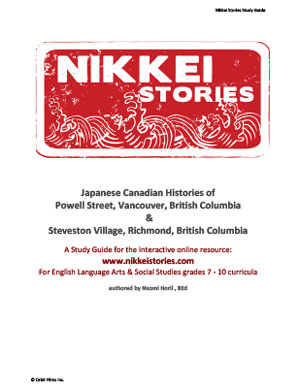 Nikkei Stories Study Guide
NIKKEI
STORIES
Japanese Canadian Histories of
Powell Street, Vancouver, British Columbia
&
Steveston Village, Richmond, British Columbia
A Study Guide for the interactive online resource:
www.nikkeistories.com
For English Language Arts & Social Studies grades 7 - 10 curricula
authored by Naomi Horii , BEd
© Orbit Films Inc.